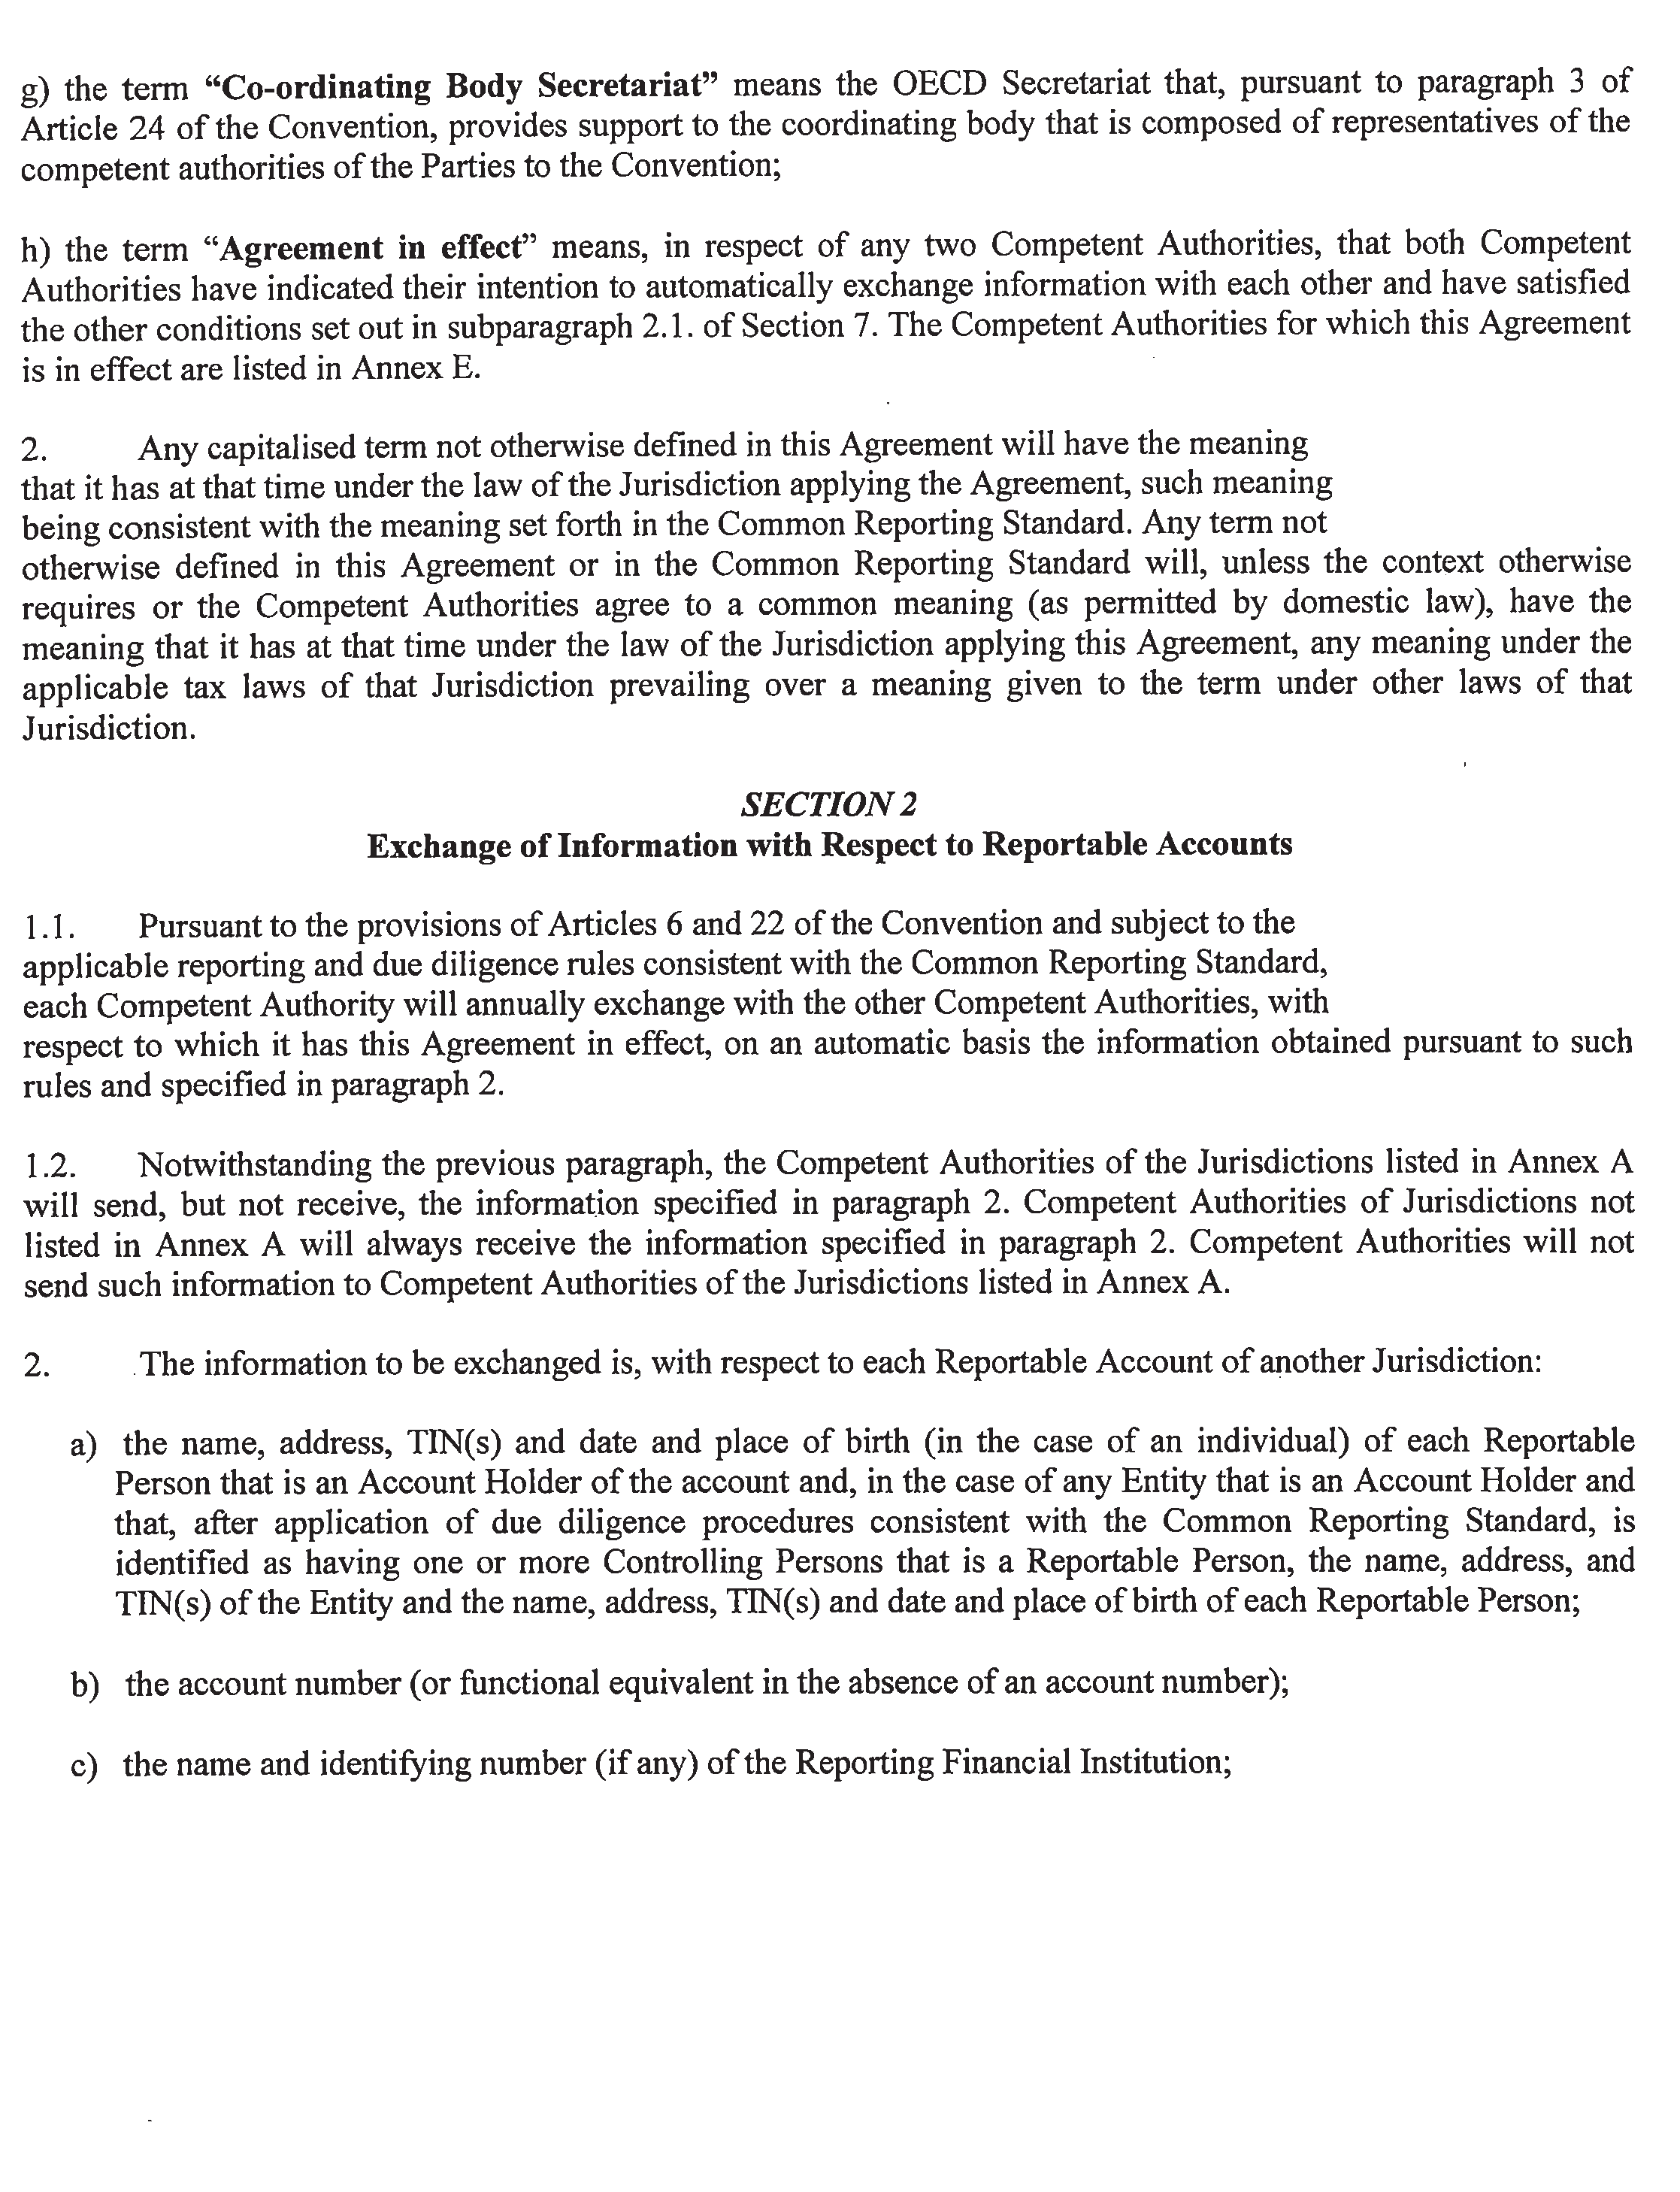 g) the term “Co-ordinating Body Secretariat” means the OECD Secretariat that, pursuant to paragraph 3 of
Article 24 of the Convention, provides support to the coordinating body that is composed of representatives of the
competent authorities of the Parties to the Convention;
h) the term “Agreement in effect” means, in respect of any two Competent Authorities, that both Competent
Authorities have indicated their intention to automatically exchange information with each other and have satisfied
the other conditions set out in subparagraph 2.1. of Section 7. The Competent Authorities for which this Agreement
is in effect are listed in Annex E.
2. Any capitalised term not otherwise defined in this Agreement will have the meaning
that it has at that time under the law of the Jurisdiction applying the Agreement, such meaning
being consistent with the meaning set forth in the Common Reporting Standard. Any term not
otherwise defined in this Agreement or in the Common Reporting Standard will, unless the context otherwise
requires or the Competent Authorities agree to a common meaning (as permitted by domestic law), have the
meaning that it has at that time under the law of the Jurisdiction applying this Agreement, any meaning under the
applicable tax laws of that Jurisdiction prevailing over a meaning given to the term under other laws of that
Jurisdiction.
SECTION 2
Exchange of Information with Respect to Reportable Accounts
1.1. Pursuant to the provisions of Articles 6 and 22 of the Convention and subject to the
applicable reporting and due diligence rules consistent with the Common Reporting Standard,
each Competent Authority will annually exchange with the other Competent Authorities, with
respect to which it has this Agreement in effect, on an automatic basis the information obtained pursuant to such
rules and specified in paragraph 2.
1.2. Notwithstanding the previous paragraph, the Competent Authorities of the Jurisdictions listed in Annex A
will send, but not receive, the information specified in paragraph 2. Competent Authorities of Jurisdictions not
listed in Annex A will always receive the information specified in paragraph 2. Competent Authorities will not
send such information to Competent Authorities of the Jurisdictions listed in Annex A.
2. The information to be exchanged is, with respect to each Reportable Account of another Jurisdiction:
a) the name, address, TIN(s) and date and place of birth (in the case of an individual) of each Reportable
Person that is an Account Holder of the account and, in the case of any Entity that is an Account Holder and
that, after application of due diligence procedures consistent with the Common Reporting Standard, is
identified as having one or more Controlling Persons that is a Reportable Person, the name, address, and
TIN(s) of the Entity and the name, address, TIN(s) and date and place of birth of each Reportable Person;
b) the account number (or functional equivalent in the absence of an account number);
c) the name and identifying number (if any) of the Reporting Financial Institution;